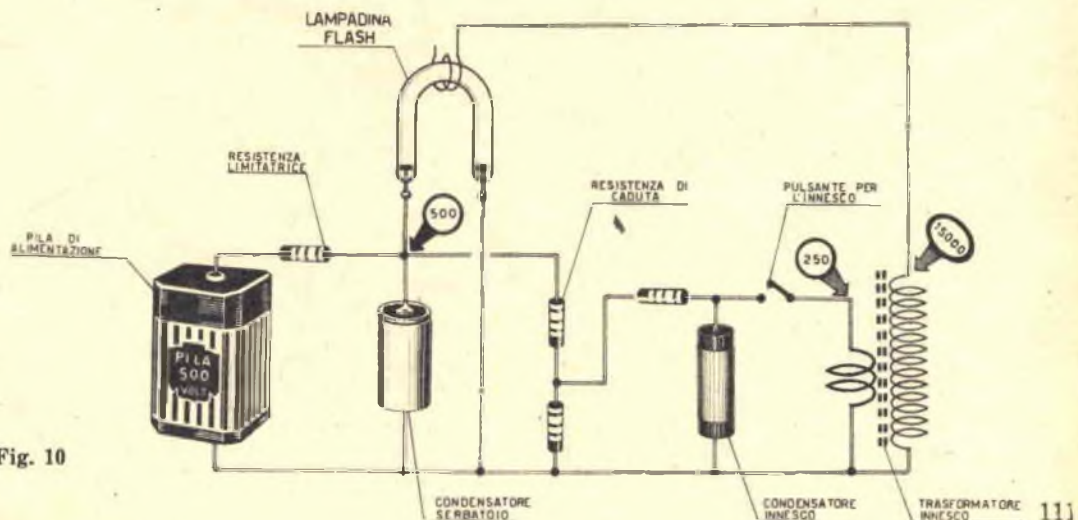 LAMPADINA
FLASH
RESISTENZA
LIMITATRICE
RESISTENZA DI
CADUTA
PULSANTE PER
L'INNESCO
PILA DI
ALIMENTAZIONE
500
250
15000
PILA
500
VOLT
Fig. 10
CONDENSATORE
SERBATOIO
CONDENSATORE
INNESCO
TRASFORMATORE
INNESCO
111